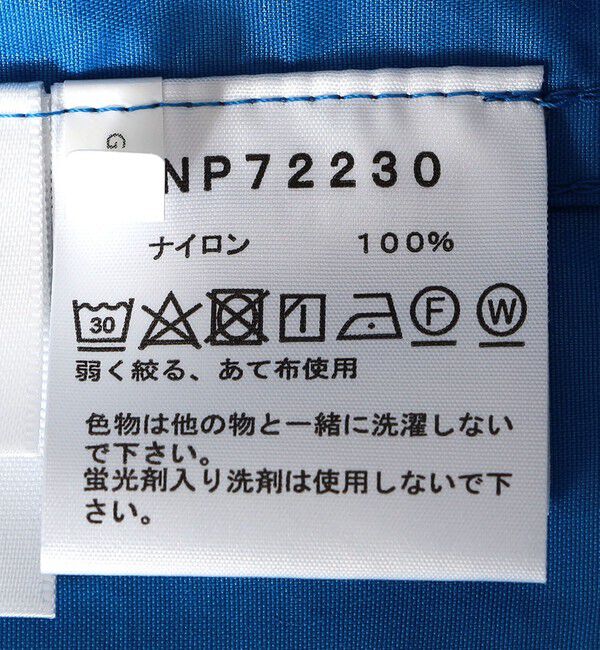 G
NP72230
ナイロン 100%
30 F W
弱く絞る、あて布使用
色物は他の物と一緒に洗濯しない
で下さい。
蛍光剤入り洗剤は使用しないで下
さい。